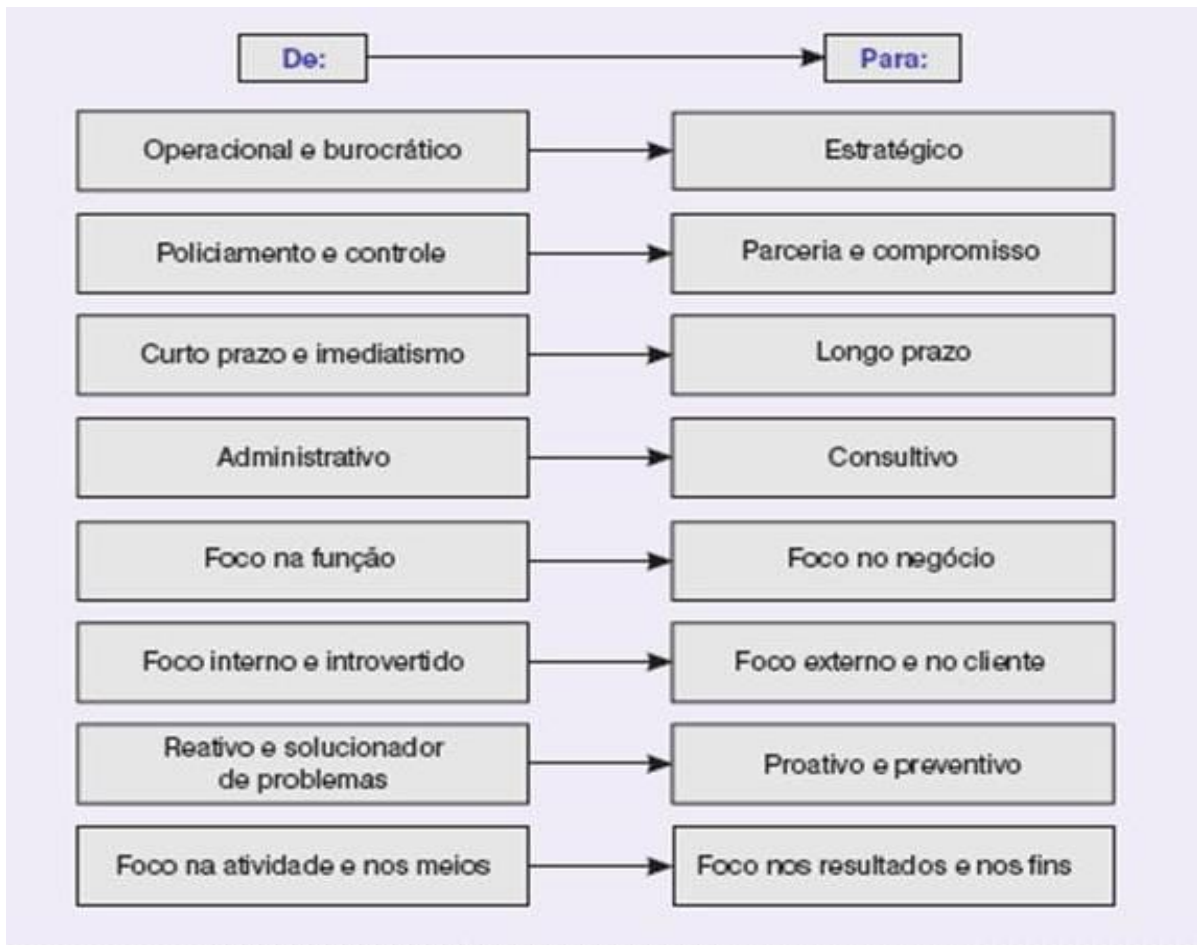 De:
Para:
Operacional e burocrático
Estratégico
Policiamento e controle
Parceria e compromisso
Curto prazo e imediatismo
Longo prazo
Administrativo
Consultivo
Foco na função
Foco no negócio
Foco interno e introvertido
Foco externo e no cliente
Reativo e solucionador
de problemas
Proativo e preventivo
Foco na atividade e nos meios
Foco nos resultados e nos fins